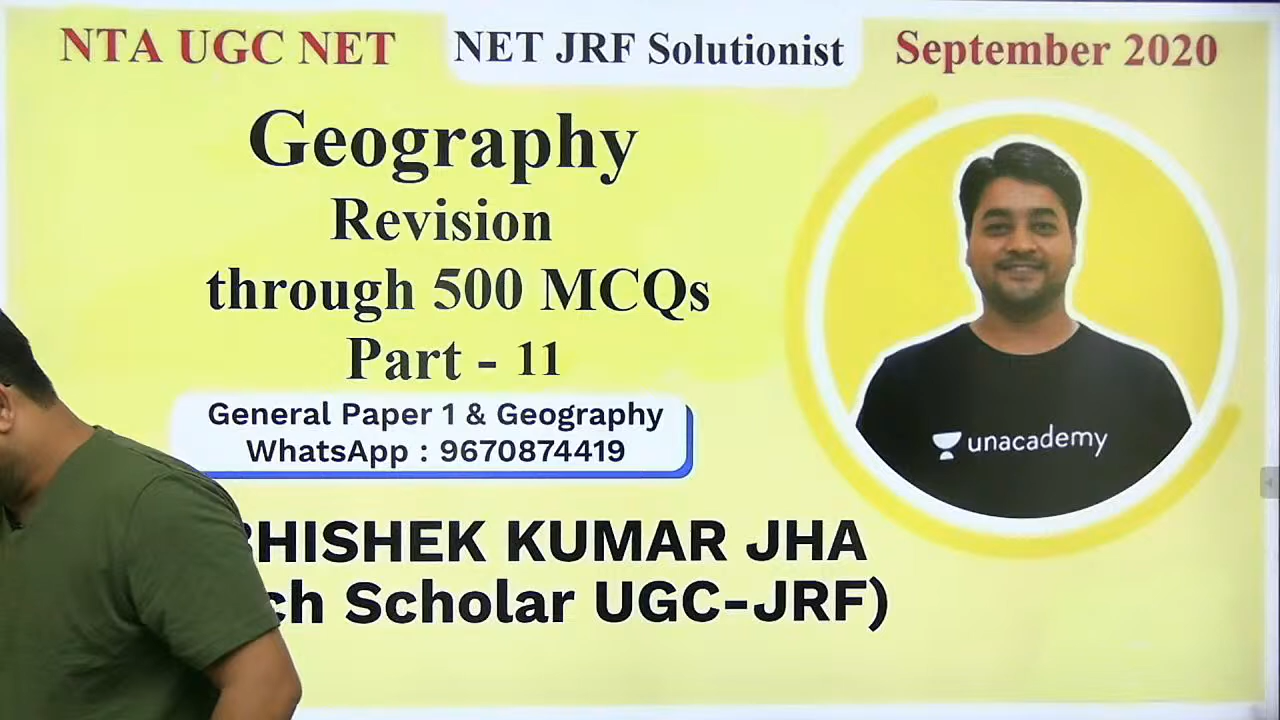 NTA UGC NET
NET JRF Solutionist
September 2020
Geography
Revision
through 500 MCQs
Part - 11
General Paper 1 & Geography
WhatsApp : 9670874419
HISHEK KUMAR JHA
ch Scholar UGC-JRF)
unacademy